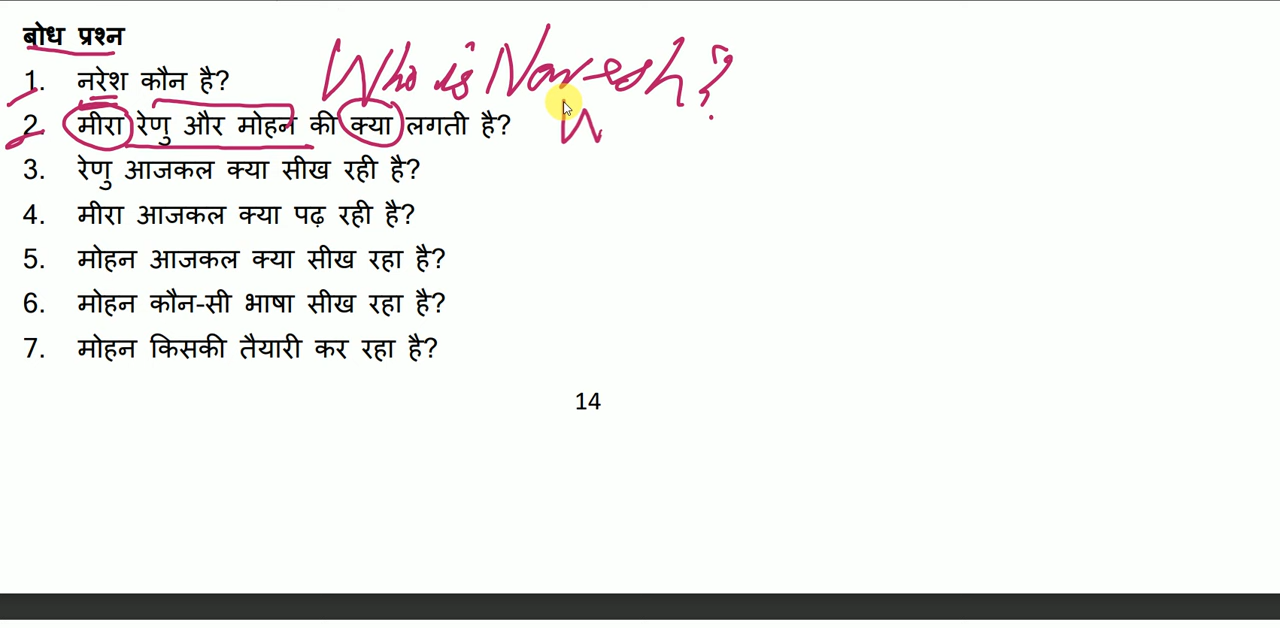 बोध प्रश्न
1. नरेश कौन है? Who is Naresh?
2. मीरा रेणु और मोहन की क्या लगती है?
3. रेणु आजकल क्या सीख रही है?
4. मीरा आजकल क्या पढ़ रही है?
5. मोहन आजकल क्या सीख रहा है?
6. मोहन कौन-सी भाषा सीख रहा है?
7. मोहन किसकी तैयारी कर रहा है?
14